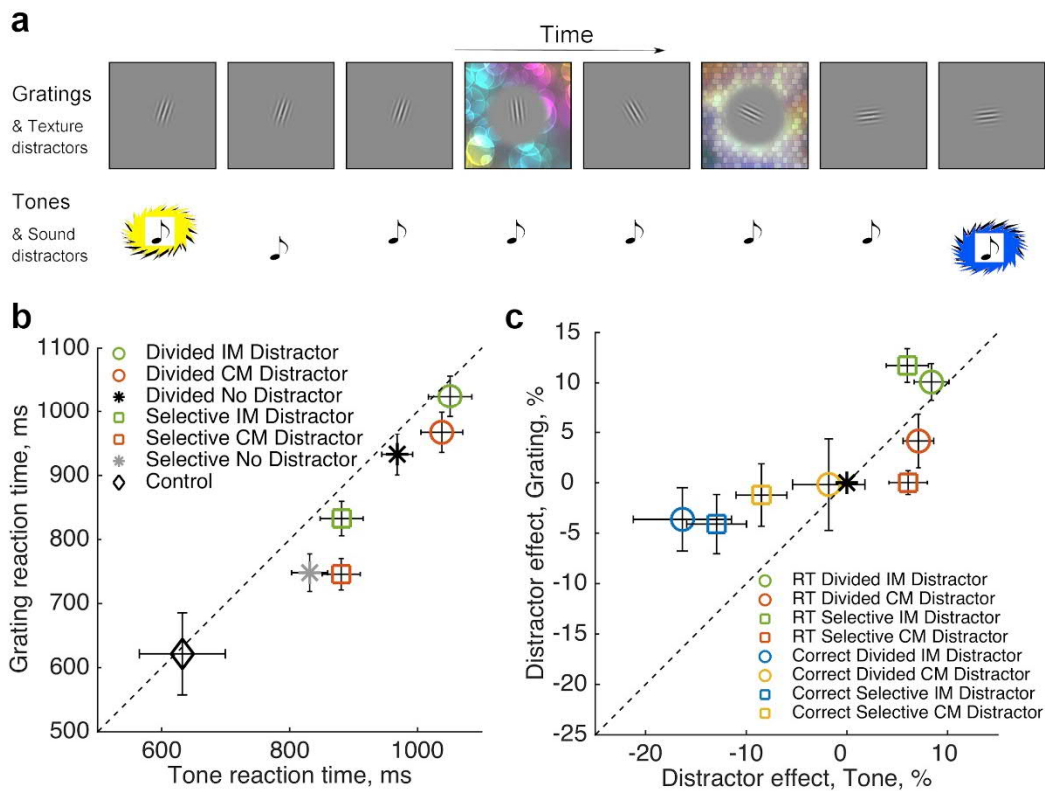 a
Time
Gratings
& Texture
distractors
Tones
& Sound
distractors
b
1100
1000
900
800
700
600
500
Grating reaction time, ms
Divided IM Distractor
Divided CM Distractor
Divided No Distractor
Selective IM Distractor
Selective CM Distractor
Selective No Distractor
Control
600 800 1000
Tone reaction time, ms
c
15
10
5
0
-5
-10
-15
-20
-25
Distractor effect, Grating, %
RT Divided IM Distractor
RT Divided CM Distractor
RT Selective IM Distractor
RT Selective CM Distractor
Correct Divided IM Distractor
Correct Divided CM Distractor
Correct Selective IM Distractor
Correct Selective CM Distractor
-20 -10 0 10
Distractor effect, Tone, %